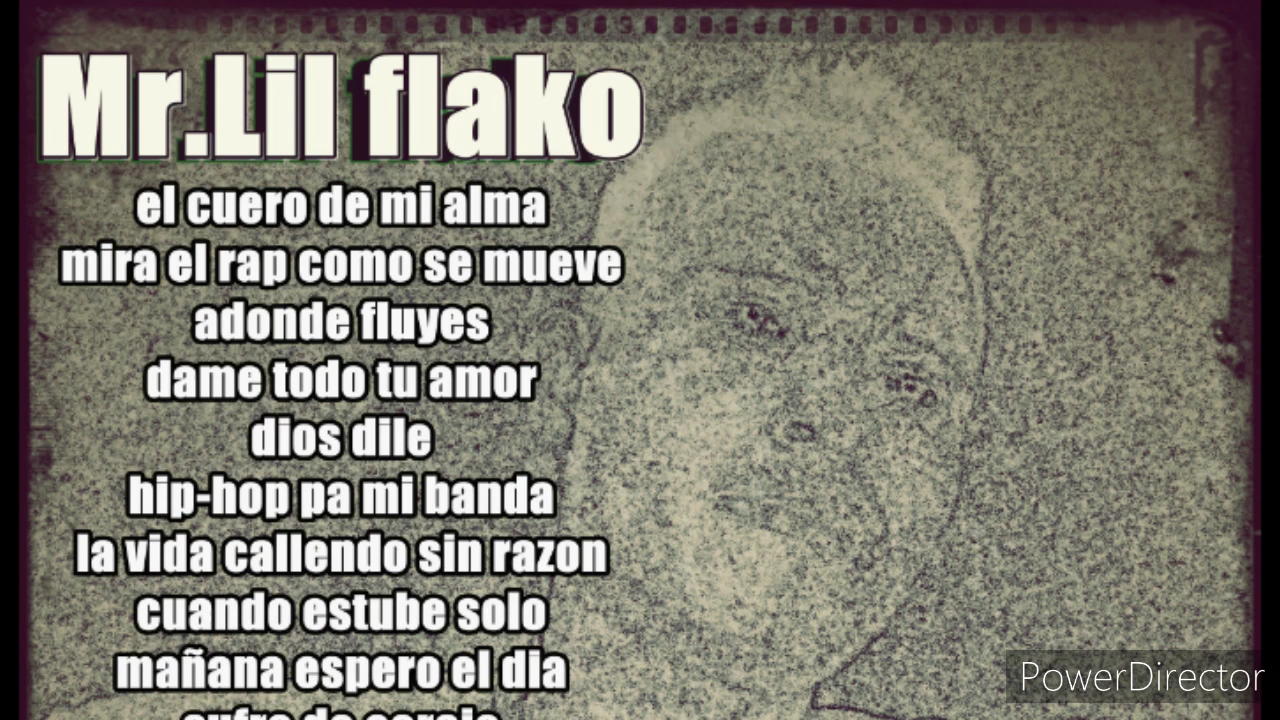 Mr.Lil flako
el cuero de mi alma
mira el rap como se mueve
adonde fluyes
dame todo tu amor
dios dile
hip-hop pa mi banda
la vida callendo sin razon
cuando estube solo
mañana espero el dia
PowerDirector